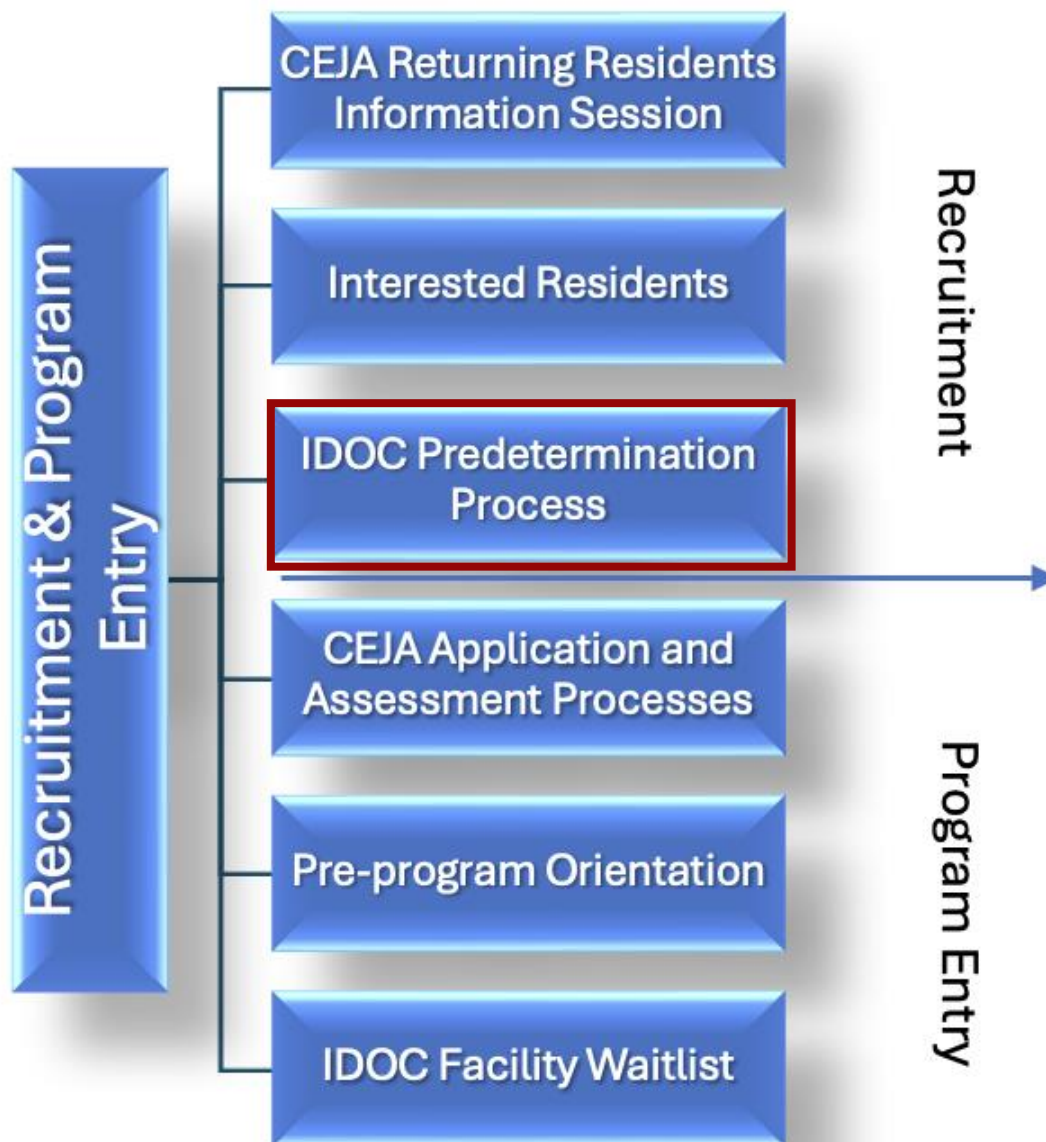 Recruitment & Program
Entry
CEJA Returning Residents
Information Session
Interested Residents
IDOC Predetermination
Process
CEJA Application and
Assessment Processes
Pre-program Orientation
IDOC Facility Waitlist
Recruitment
Program Entry